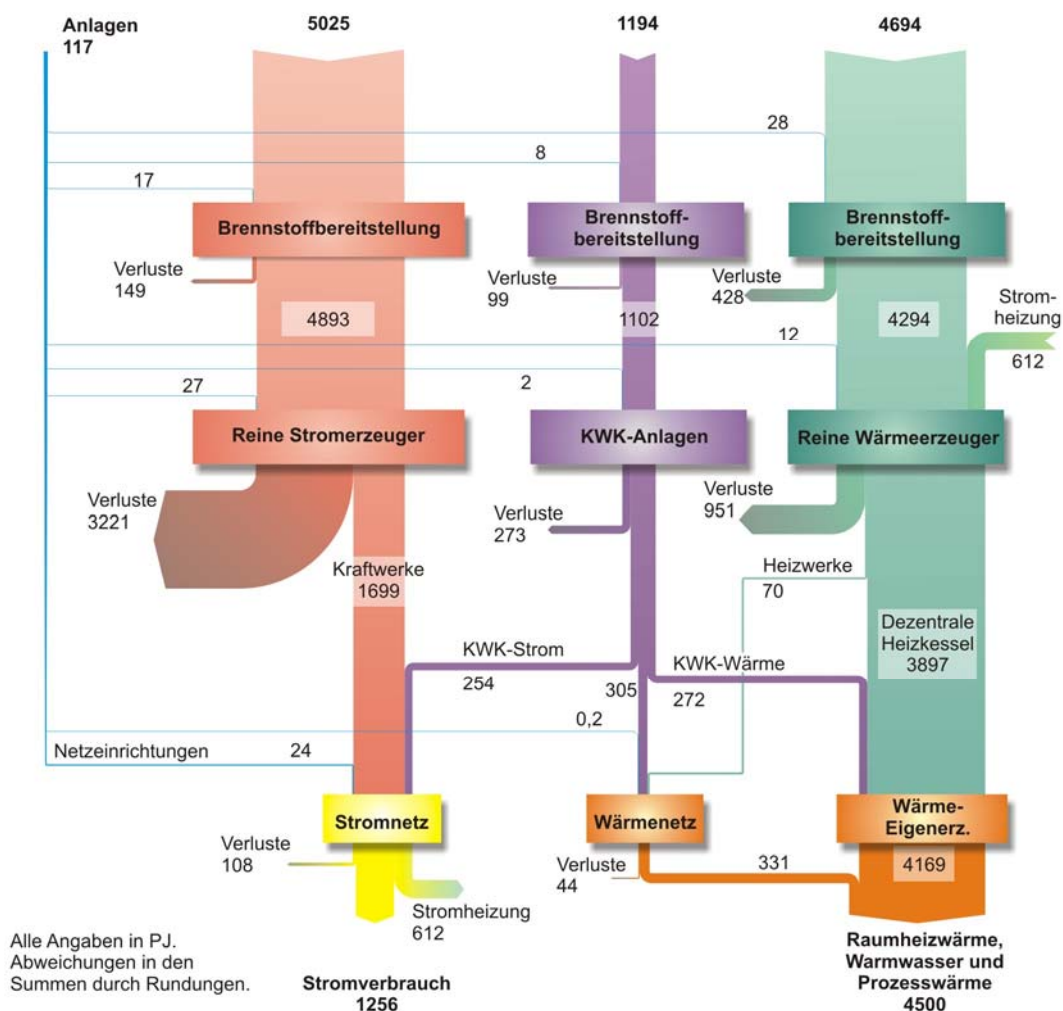 Anlagen
117
5025
1194
4694
28
8
17
Brennstoffbereitstellung
Brennstoff-
bereitstellung
Brennstoff-
bereitstellung
Verluste
149
Verluste
99
Verluste
428
Strom-
heizung
612
4893
1102
4294
12
2
27
Reine Stromerzeuger
KWK-Anlagen
Reine Wärmeerzeuger
Verluste
3221
Verluste
273
Verluste
951
Kraftwerke
1699
Heizwerke
70
Dezentrale
Heizkessel
3897
KWK-Strom
254
305
KWK-Wärme
272
0,2
Netzeinrichtungen
24
Stromnetz
Wärmenetz
Wärme-
Eigenerz.
Verluste
108
Verluste
44
331
4169
Stromheizung
612
Alle Angaben in PJ.
Abweichungen in den
Summen durch Rundungen.
Stromverbrauch
1256
Raumheizwärme,
Warmwasser und
Prozesswärme
4500